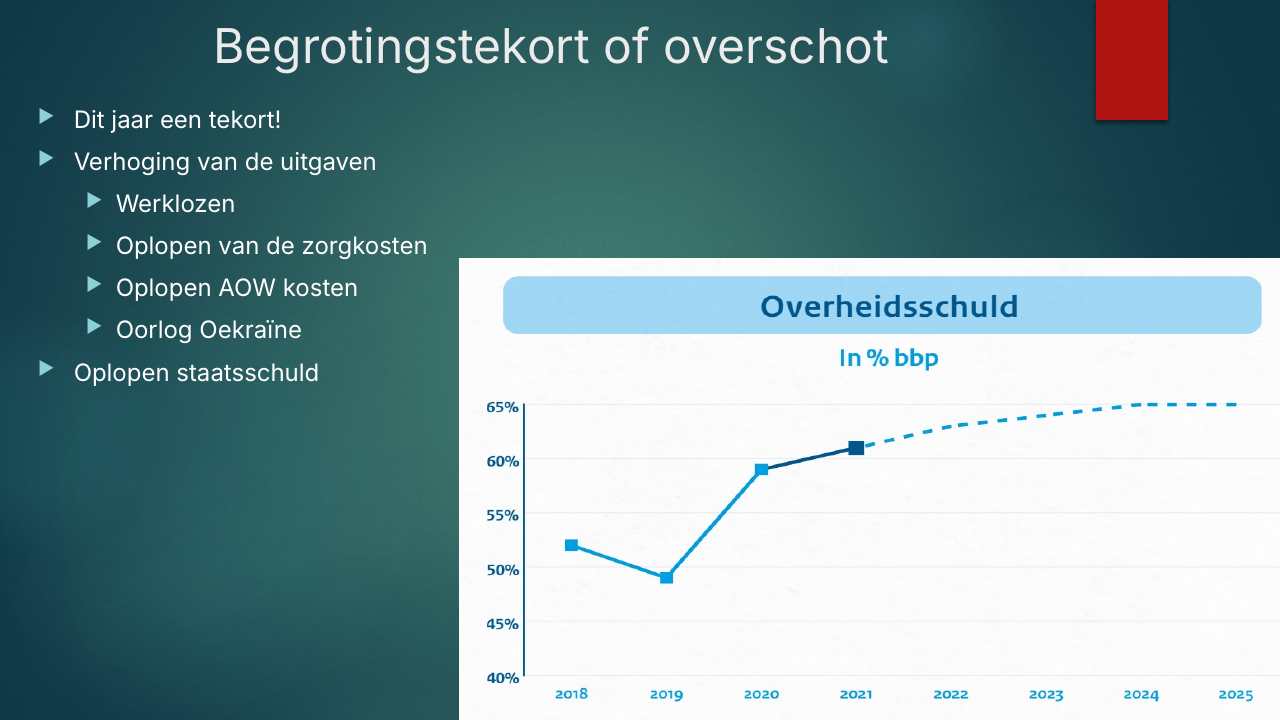 Begrotingstekort of overschot
Dit jaar een tekort!
Verhoging van de uitgaven
Werklozen
Oplopen van de zorgkosten
Oplopen AOW kosten
Oorlog Oekraïne
Oplopen staatsschuld
Overheidsschuld
In % bbp
65%
60%
55%
50%
45%
40%
2018 2019 2020 2021 2022 2023 2024 2025